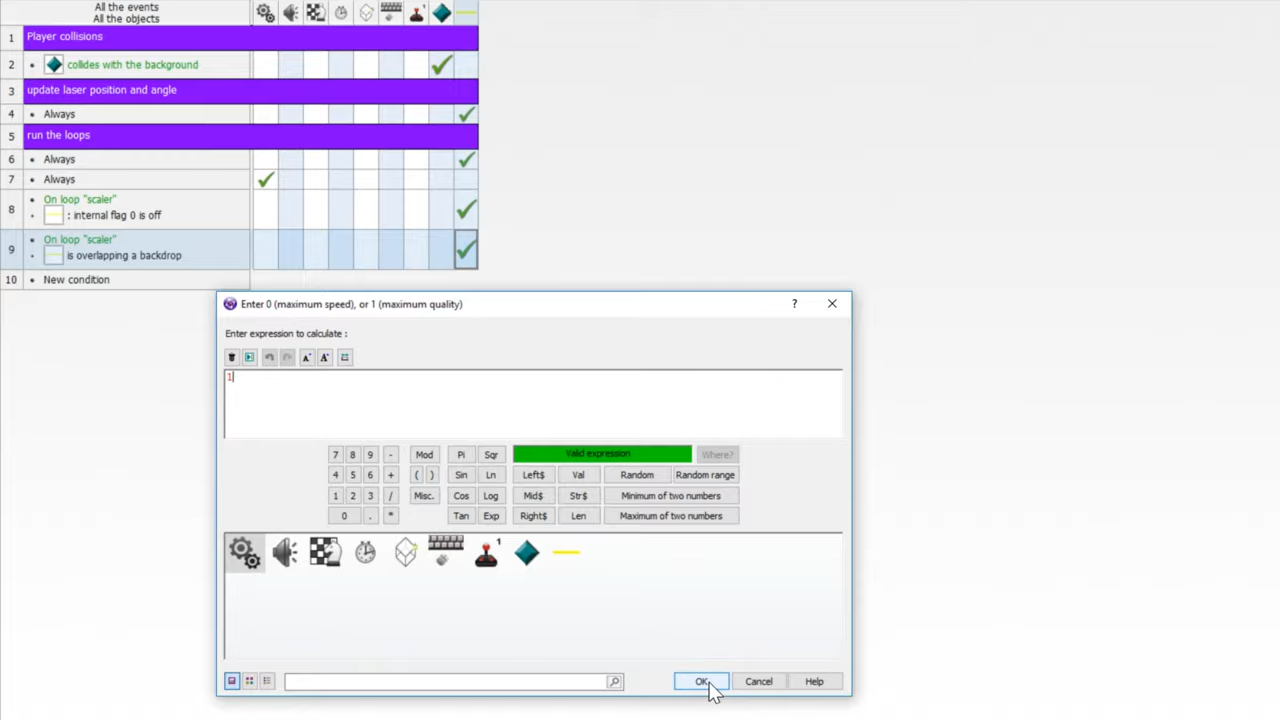 All the events
All the objects
1
1 Player collisions
2 • collides with the background
3 update laser position and angle
4 • Always
5 run the loops
6 • Always
7 • Always
8 • On loop "scaler"
• : internal flag 0 is off
9 • On loop "scaler"
• is overlapping a backdrop
10 • New condition
Enter 0 (maximum speed), or 1 (maximum quality) ?
Enter expression to calculate :
A A
1
7 8 9 - Mod Pi Sqr Valid expression Where?
4 5 6 + ( ) Sin Ln Left$ Val Random Random range
1 2 3 / Misc. Cos Log Mid$ Str$ Minimum of two numbers
0 . * Tan Exp Right$ Len Maximum of two numbers
1
OK Cancel Help